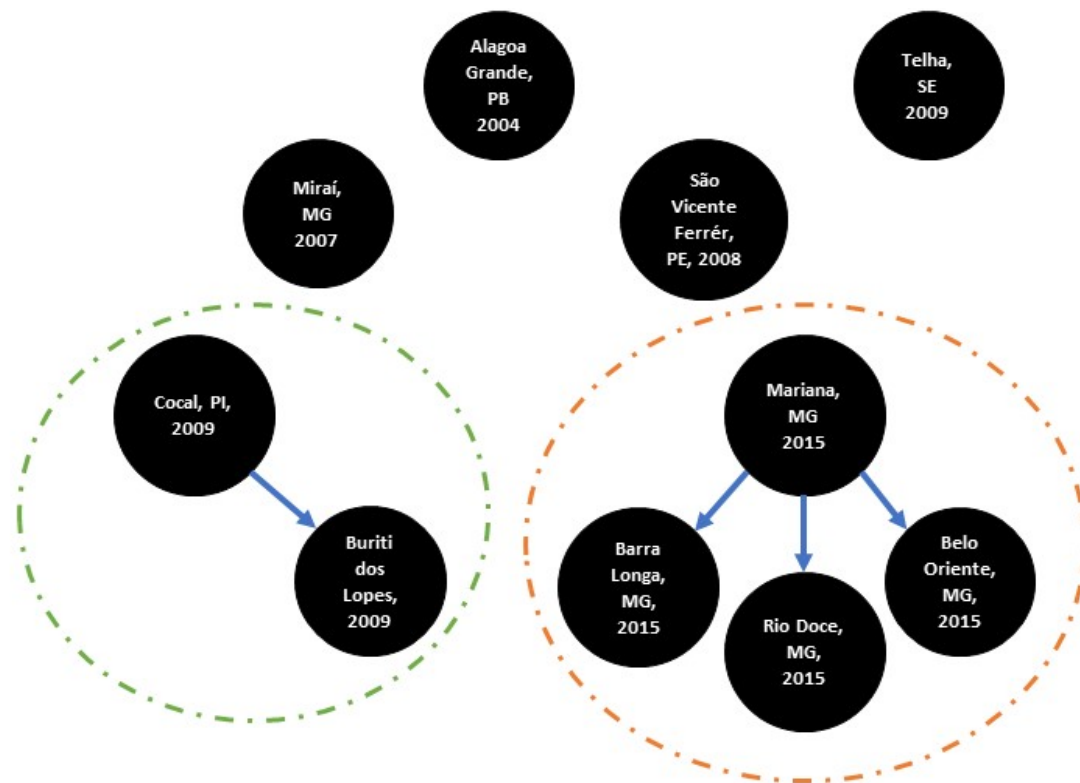 Alagoa
Grande,
PB
2004
Telha,
SE
2009
Miraí,
MG
2007
São
Vicente
Ferrér,
PE, 2008
Cocal, PI,
2009
Mariana,
MG
2015
Buriti
dos
Lopes,
2009
Barra
Longa,
MG,
2015
Rio Doce,
MG,
2015
Belo
Oriente,
MG,
2015